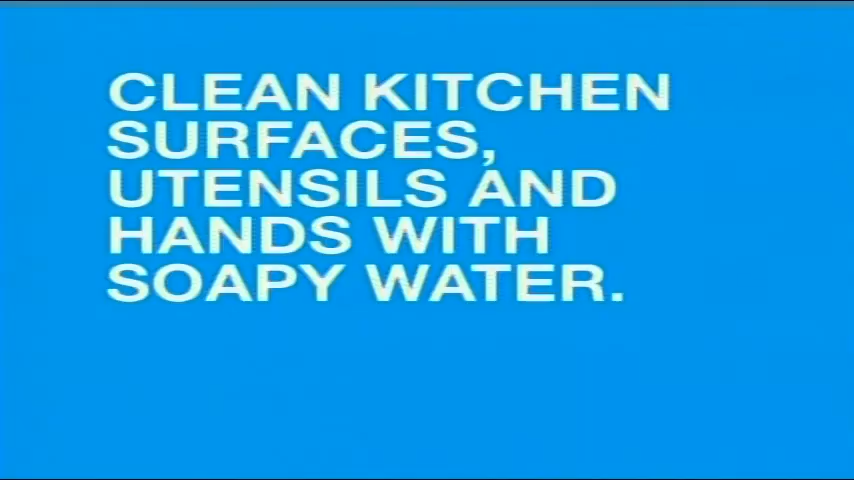 CLEAN KITCHEN
SURFACES,
UTENSILS AND
HANDS WITH
SOAPY WATER.